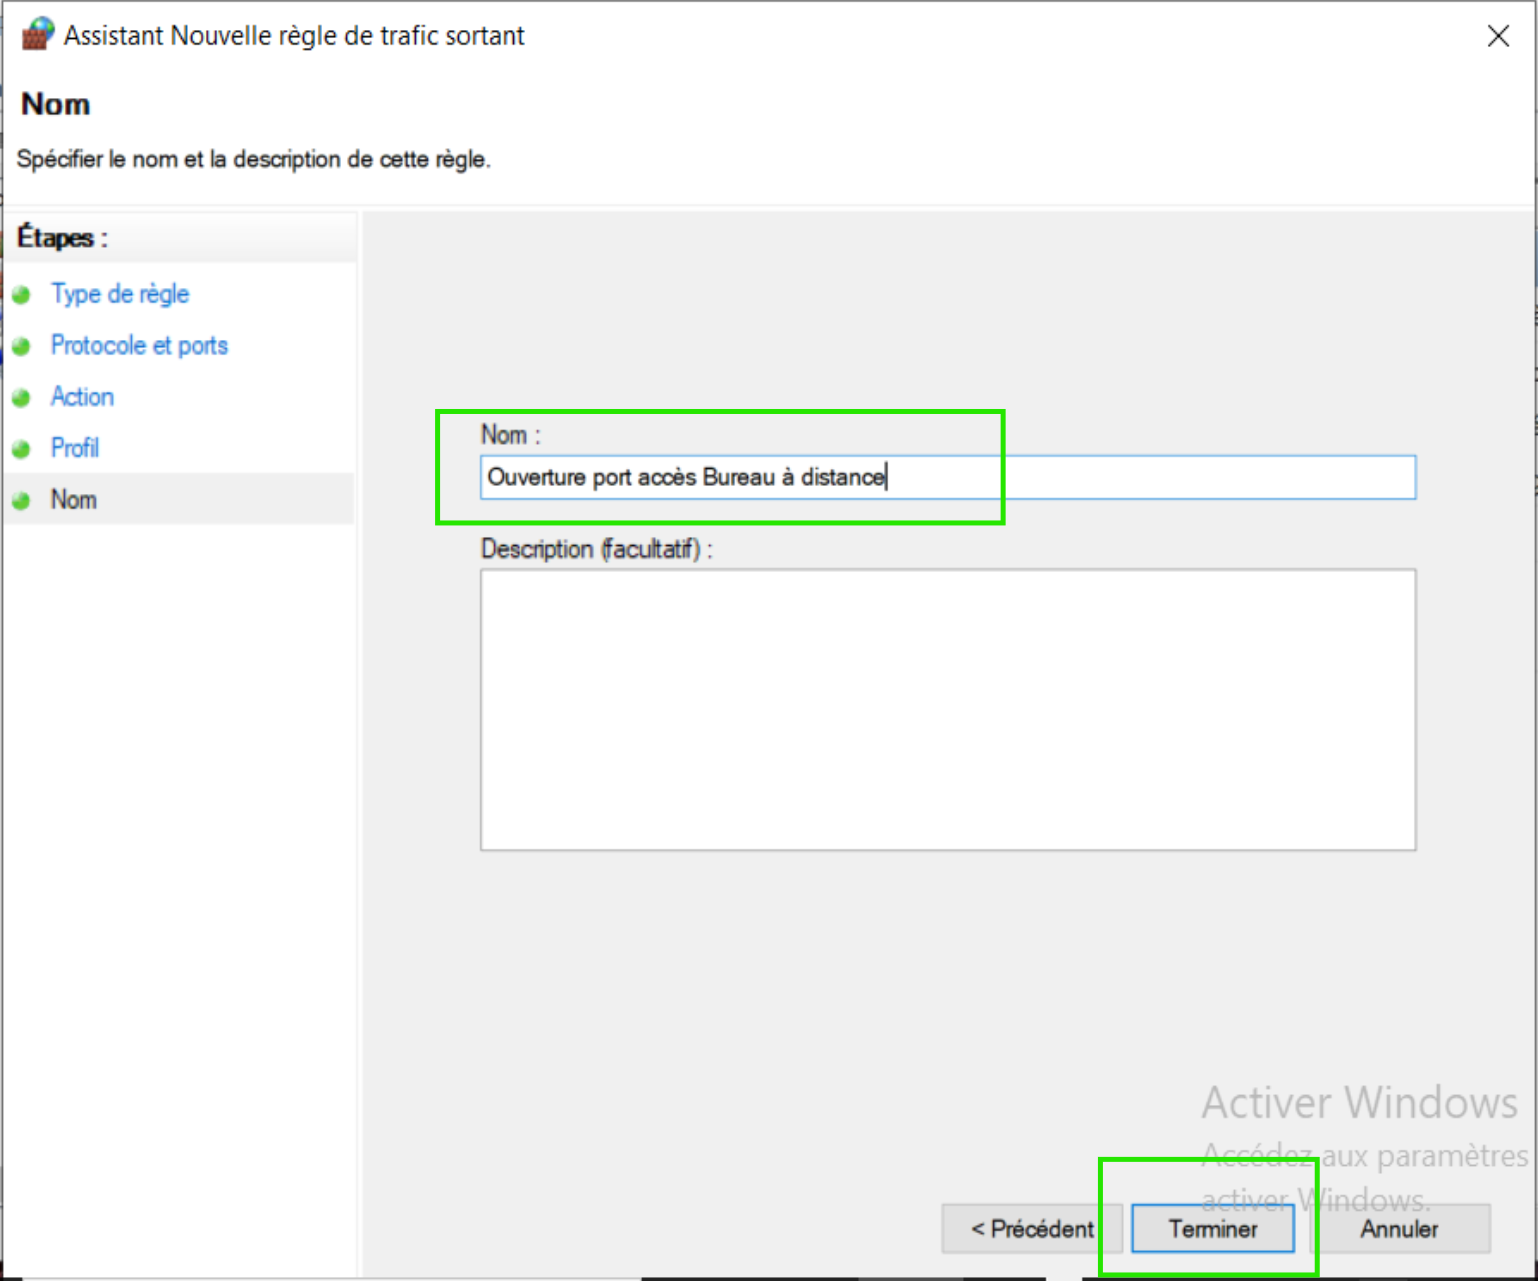 Assistant Nouvelle règle de trafic sortant
Nom
Spécifier le nom et la description de cette règle.
Étapes :
Type de règle
Protocole et ports
Action
Profil
Nom
Nom :
Ouverture port accès Bureau à distance
Description (facultatif) :
Activer Windows
Accédez aux paramètres
activer Windows.
< Précédent
Terminer
Annuler